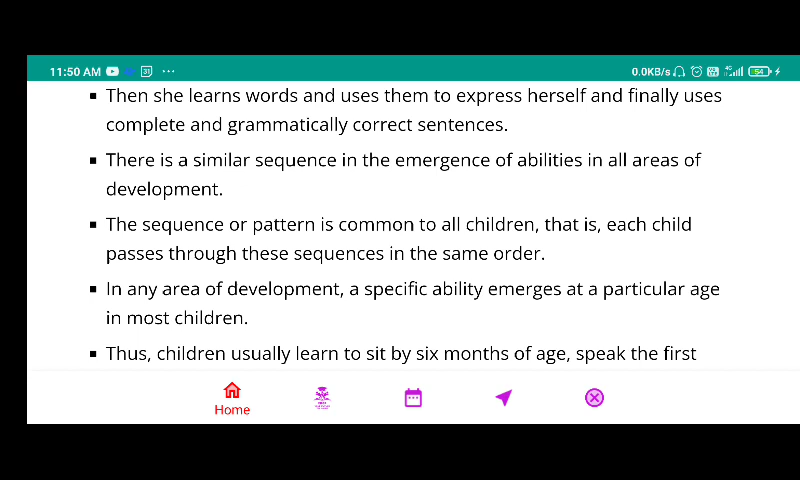 11:50 AM 31 ... 0.0KB/s 4G 54
Then she learns words and uses them to express herself and finally uses
complete and grammatically correct sentences.
There is a similar sequence in the emergence of abilities in all areas of
development.
The sequence or pattern is common to all children, that is, each child
passes through these sequences in the same order.
In any area of development, a specific ability emerges at a particular age
in most children.
Thus, children usually learn to sit by six months of age, speak the first
Home